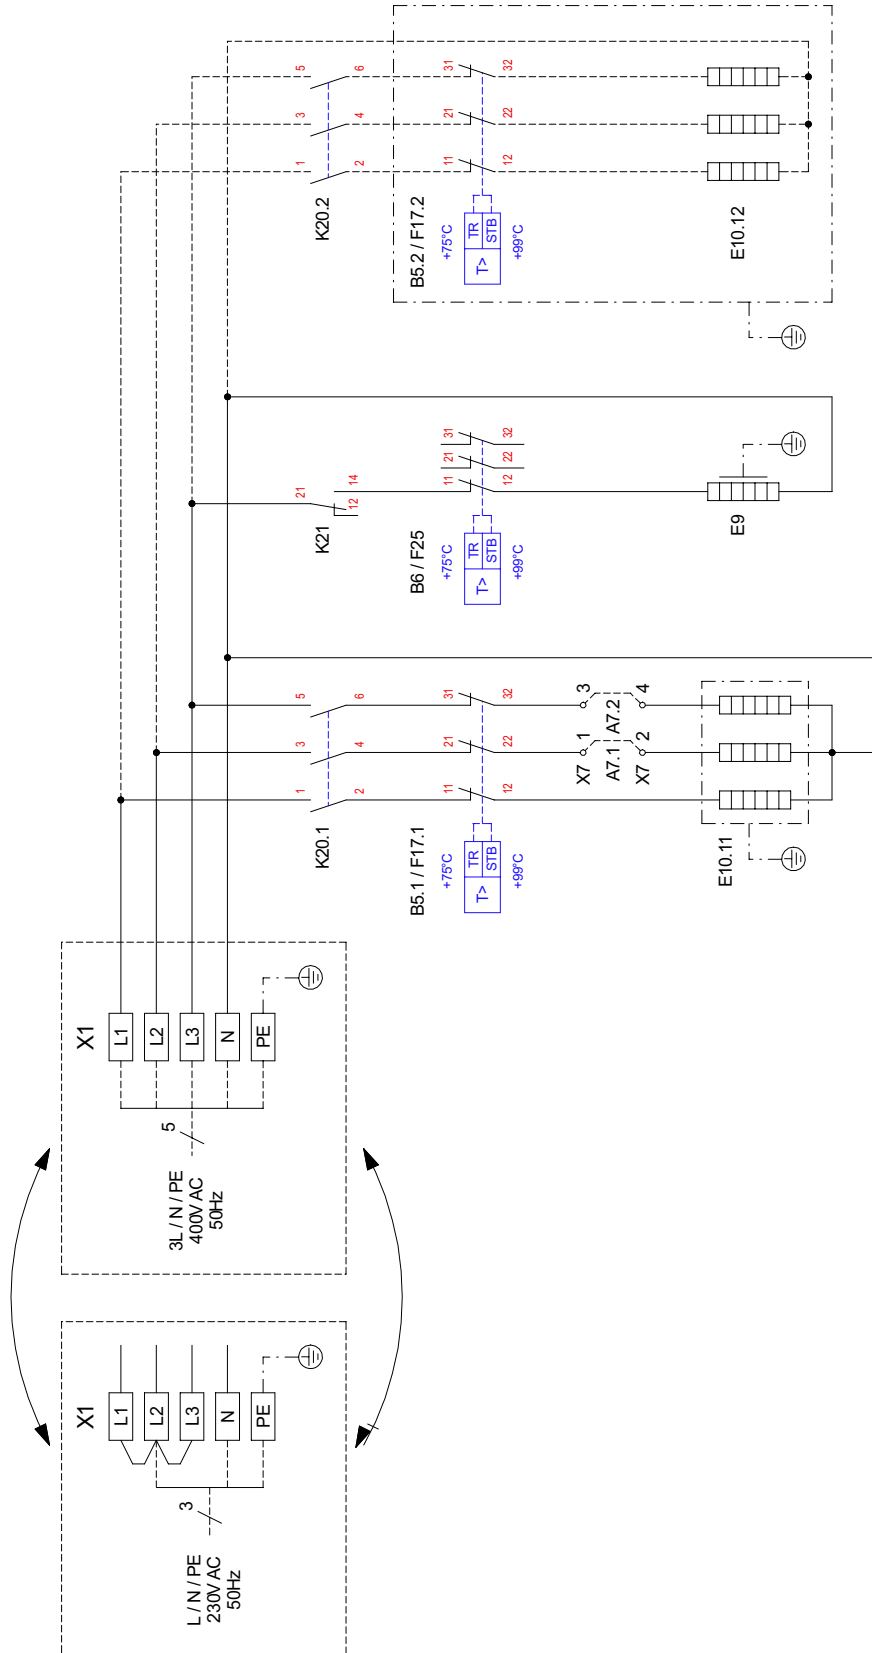 L / N / PE
230V AC
50Hz
3
X1
L1
L2
L3
N
PE
3L / N / PE
400V AC
50Hz
5
X1
L1
L2
L3
N
PE
K20.1
1
2
3
4
5
6
B5.1 / F17.1
+75°C
T>
TR
STB
+99°C
11
12
21
22
31
32
X7 1
A7.1
X7 2
3
A7.2
4
E10.11
K21
21
12
14
B6 / F25
+75°C
T>
TR
STB
+99°C
11
12
21
22
31
32
E9
K20.2
1
2
3
4
5
6
B5.2 / F17.2
+75°C
T>
TR
STB
+99°C
11
12
21
22
31
32
E10.12